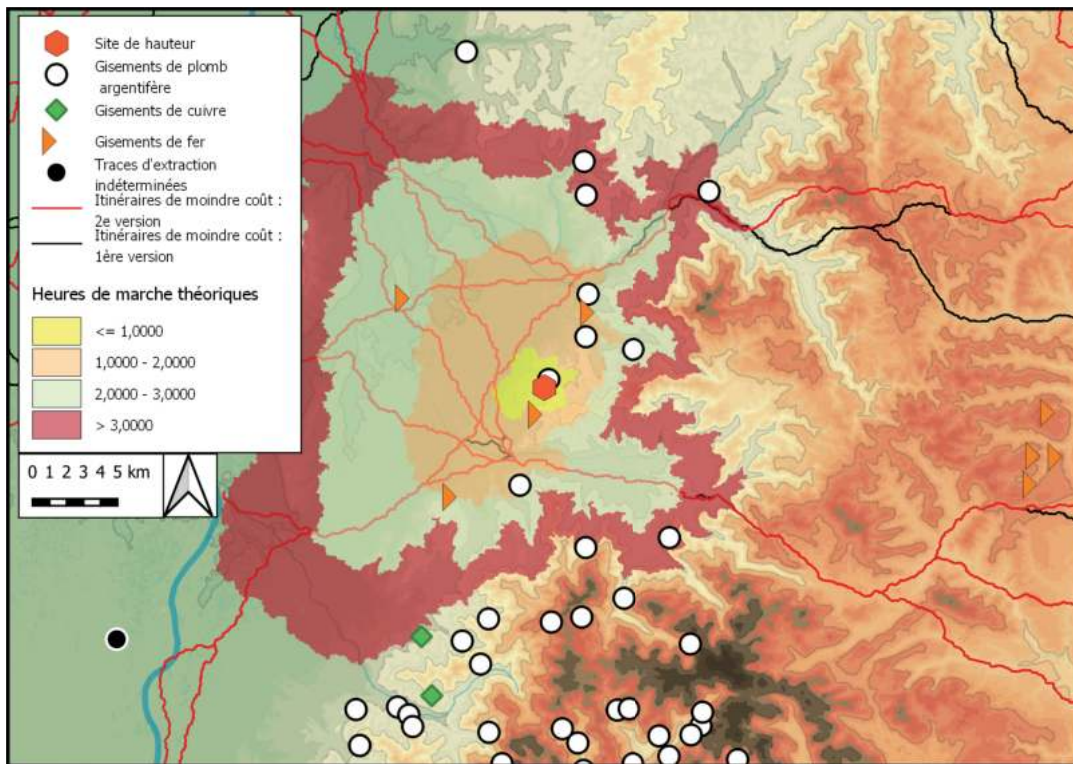 Site de hauteur
Gisements de plomb
argentifère
Gisements de cuivre
Gisements de fer
Traces d'extraction
indéterminées
Itinéraires de moindre coût :
2e version
Itinéraires de moindre coût :
1ère version
Heures de marche théoriques
<= 1,0000
1,0000 - 2,0000
2,0000 - 3,0000
> 3,0000
0 1 2 3 4 5 km